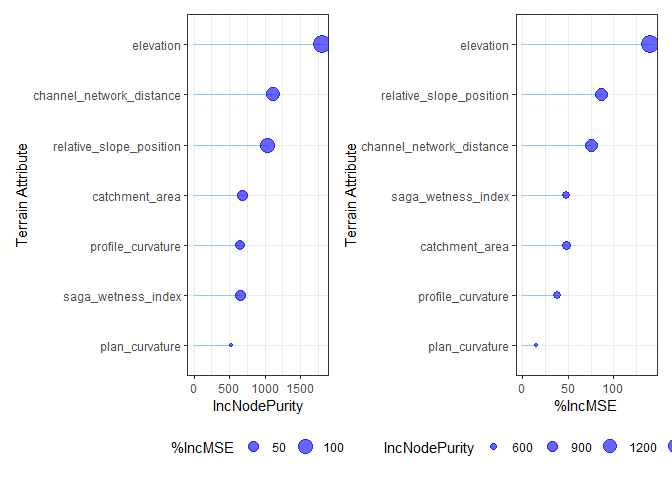 Terrain Attribute
elevation
channel_network_distance
relative_slope_position
catchment_area
profile_curvature
saga_wetness_index
plan_curvature
0 500 1000 1500
IncNodePurity
%IncMSE 50 100
Terrain Attribute
elevation
relative_slope_position
channel_network_distance
saga_wetness_index
catchment_area
profile_curvature
plan_curvature
0 50 100
%IncMSE
IncNodePurity 600 900 1200